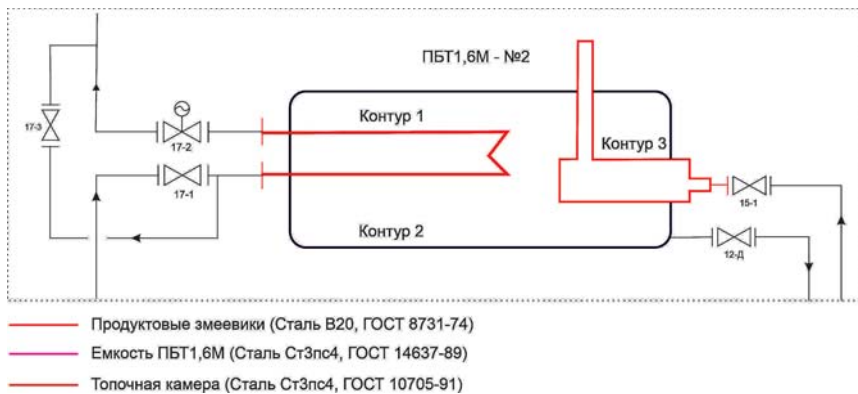 ПБТ1,6М - №2
Контур 1
17-3
17-2
Контур 3
17-1
15-1
Контур 2
12-Д
Продуктовые змеевики (Сталь В20, ГОСТ 8731-74)
Емкость ПБТ1,6М (Сталь Ст3пс4, ГОСТ 14637-89)
Топочная камера (Сталь Ст3пс4, ГОСТ 10705-91)